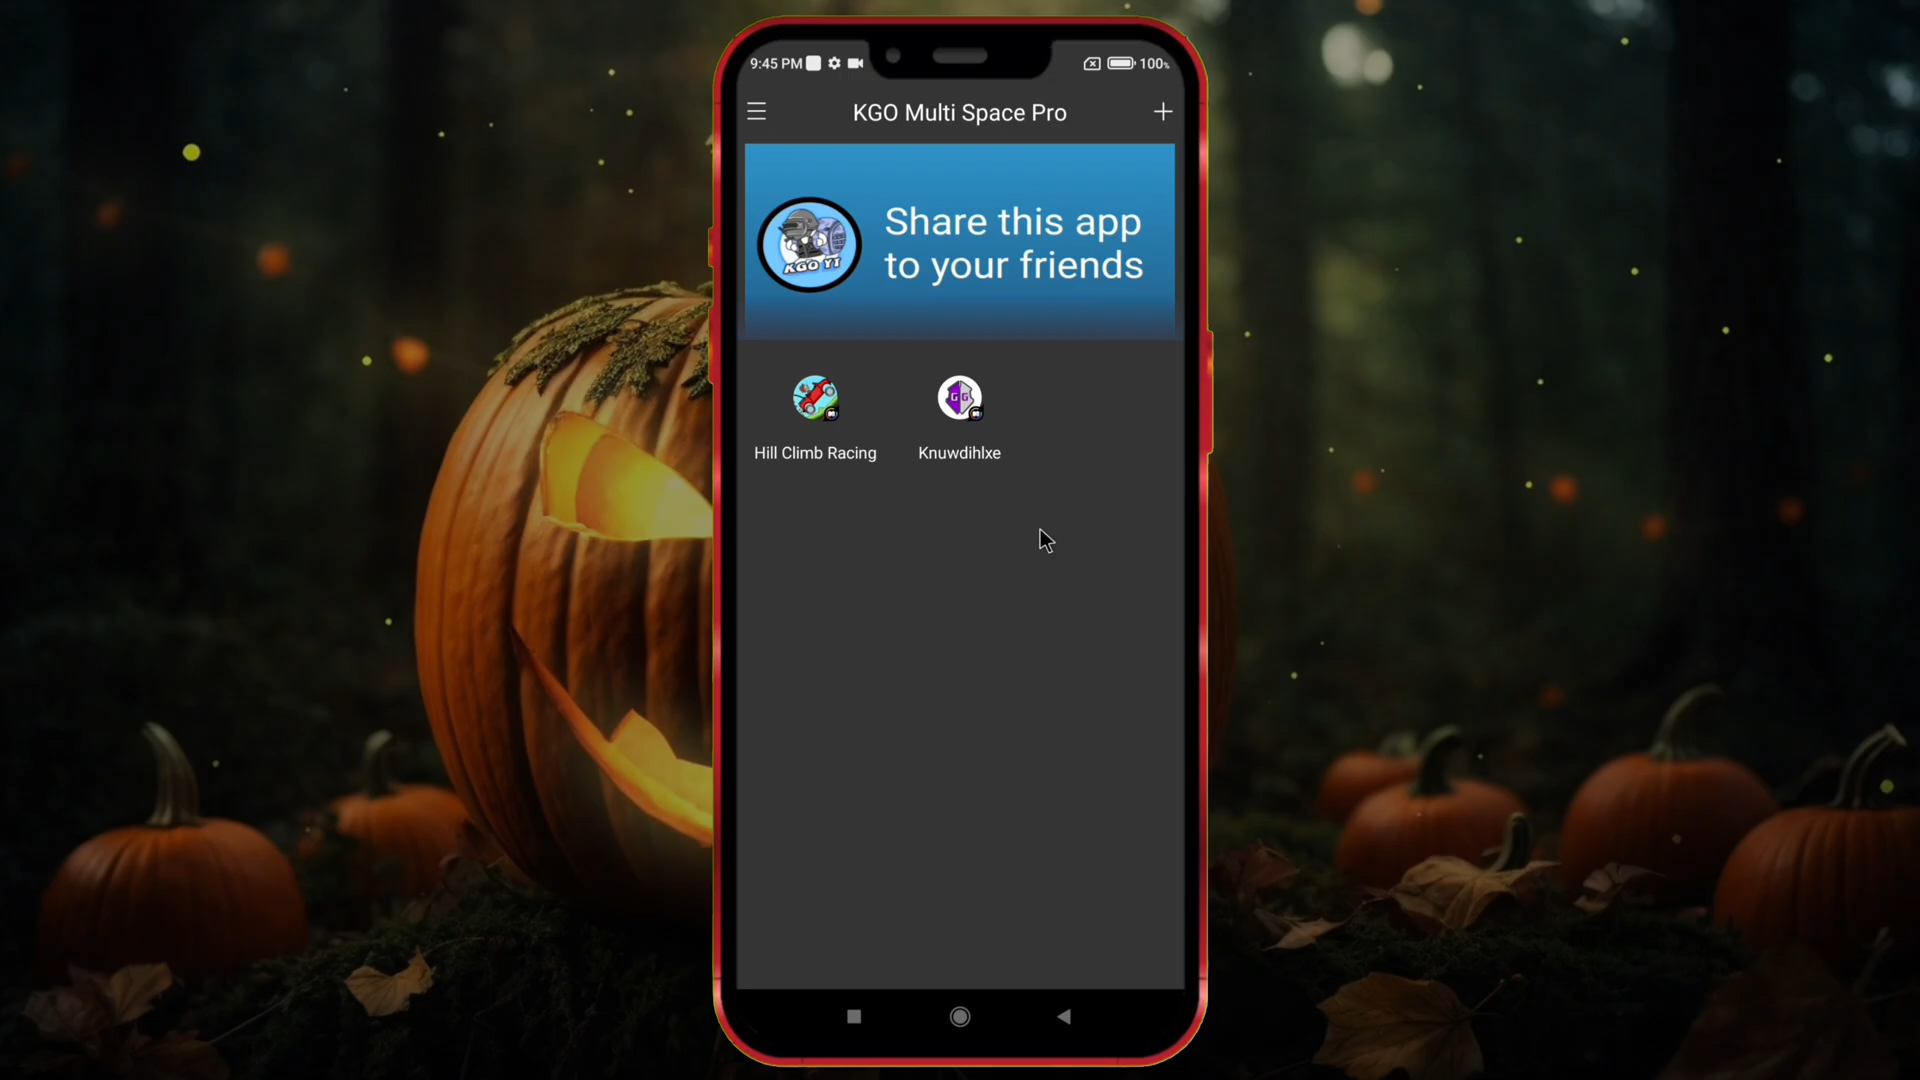 9:45 PM
100%
KGO Multi Space Pro
KGO YT
Share this app
to your friends
GG
Hill Climb Racing
Knuwdihlxe